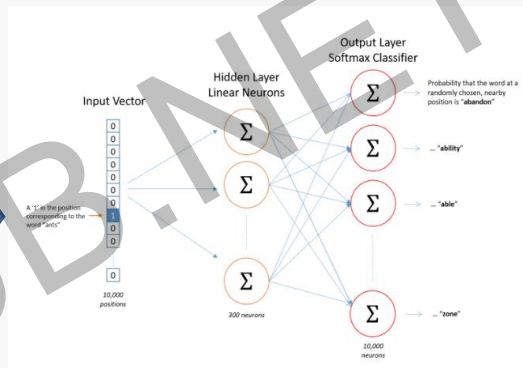 Output Layer
Softmax Classifier
Hidden Layer
Linear Neurons
Input Vector
Probability that the word at a
randomly chosen, nearby
position is "abandon"
0
0
0
0
0
0
0
1
0
0
0
A '1' in the position
corresponding to the
word "ants"
10,000
positions
Σ
Σ
Σ
300 neurons
Σ
Σ
Σ
Σ
10,000
neurons
... "ability"
... "able"
... "zone"